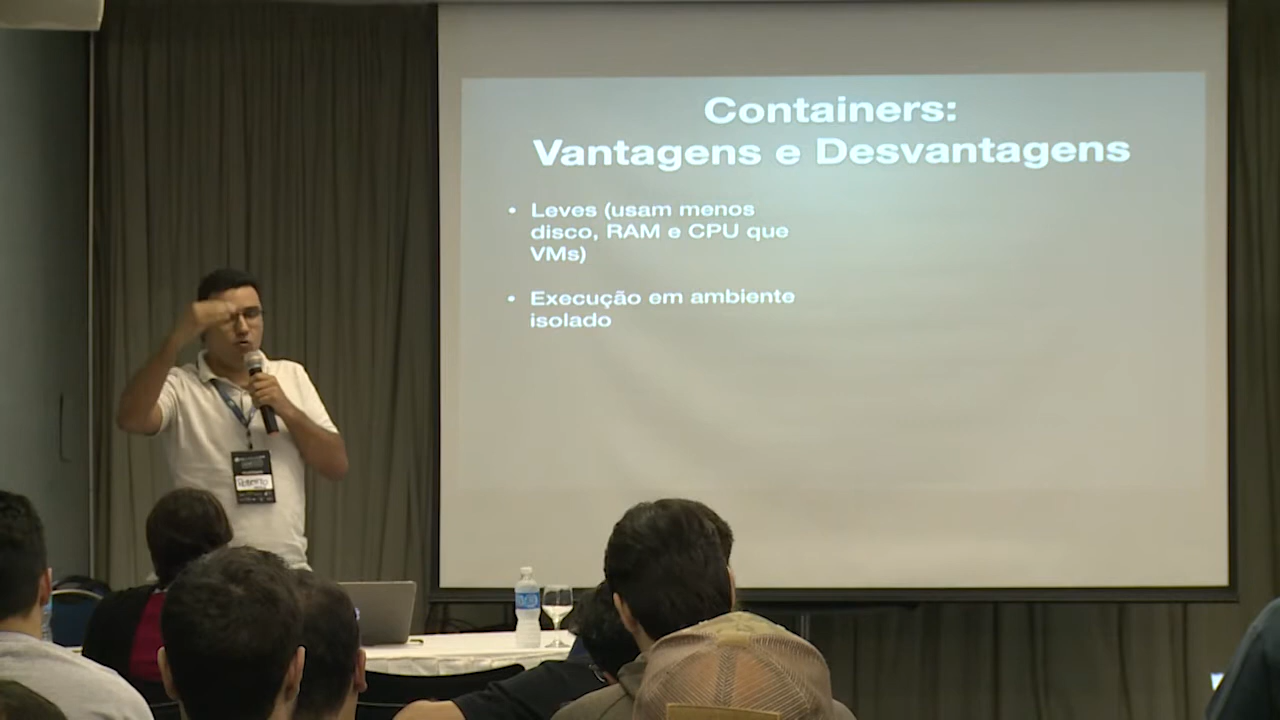 Containers:
Vantagens e Desvantagens
• Leves (usam menos
disco, RAM e CPU que
VMs)
• Execução em ambiente
isolado